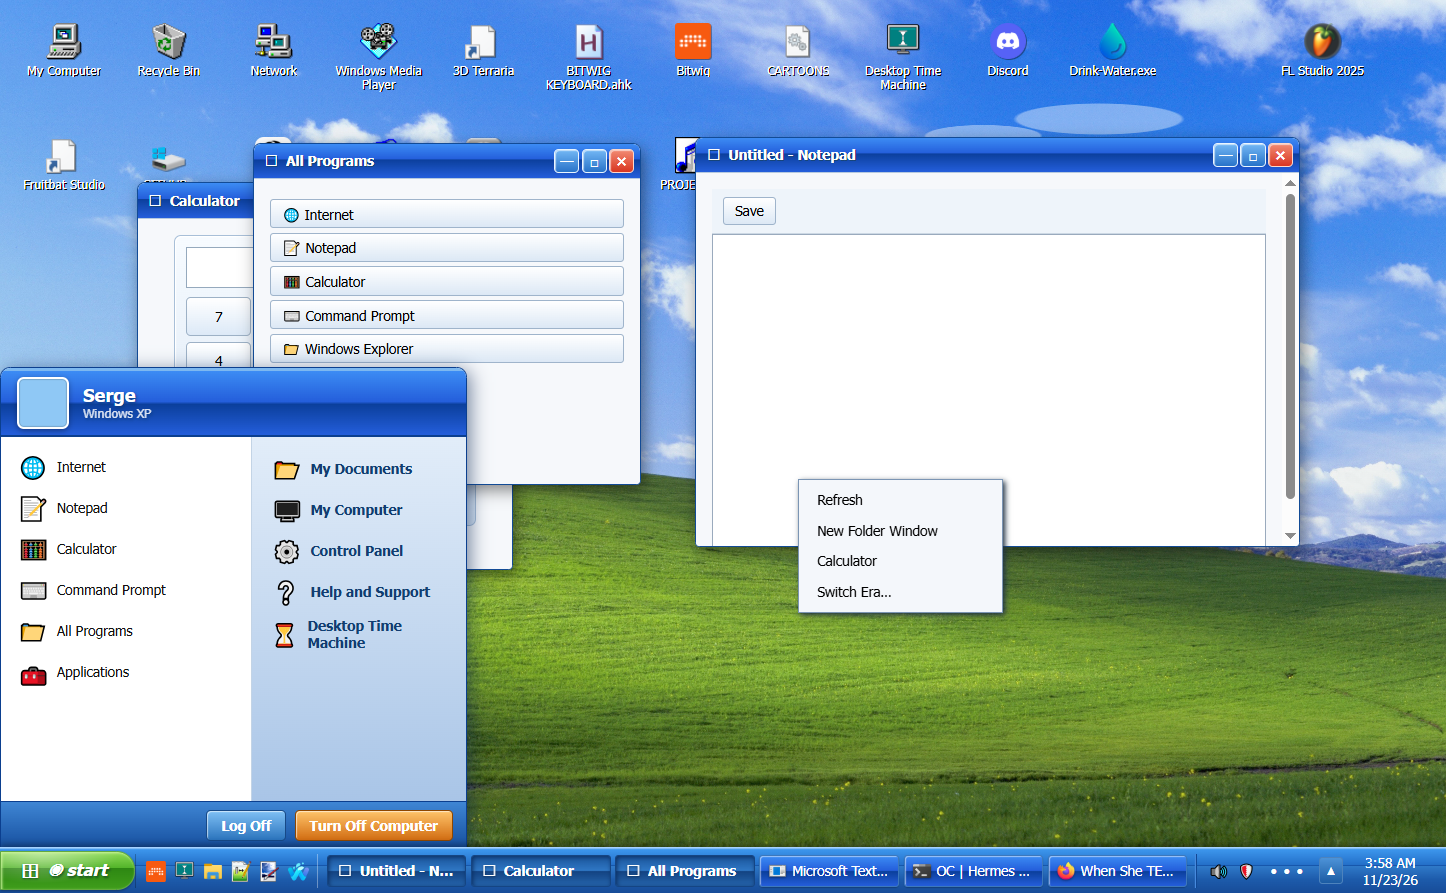 My Computer
Recycle Bin
Network
Windows Media
Player
3D Terraria
BITWIG
KEYBOARD.ahk
Bitwig
CARTOONS
Desktop Time
Machine
Discord
Drink-Water.exe
FL Studio 2025
Fruitbat Studio
PROJE
Calculator
7
4
All Programs
Internet
Notepad
Calculator
Command Prompt
Windows Explorer
Untitled - Notepad
Save
Refresh
New Folder Window
Calculator
Switch Era...
Serge
Windows XP
Internet
Notepad
Calculator
Command Prompt
All Programs
Applications
My Documents
My Computer
Control Panel
Help and Support
Desktop Time
Machine
Log Off
Turn Off Computer
start
Untitled - N...
Calculator
All Programs
Microsoft Text...
OC | Hermes ...
When She TE...
3:58 AM
11/23/26